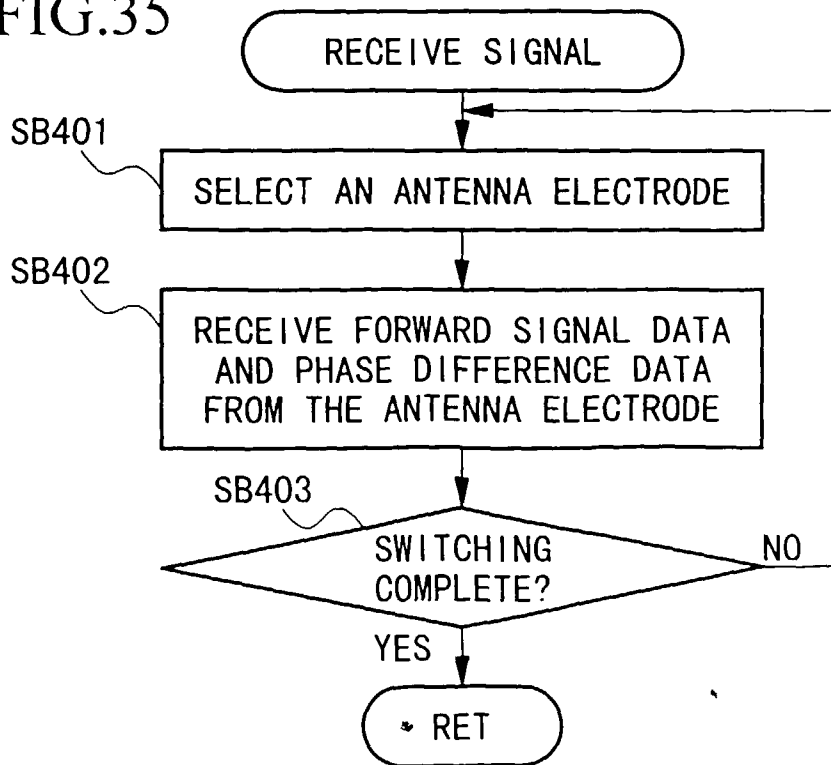 FIG.35
RECEIVE SIGNAL
SB401
SELECT AN ANTENNA ELECTRODE
SB402
RECEIVE FORWARD SIGNAL DATA
AND PHASE DIFFERENCE DATA
FROM THE ANTENNA ELECTRODE
SB403
SWITCHING
COMPLETE?
NO
YES
RET